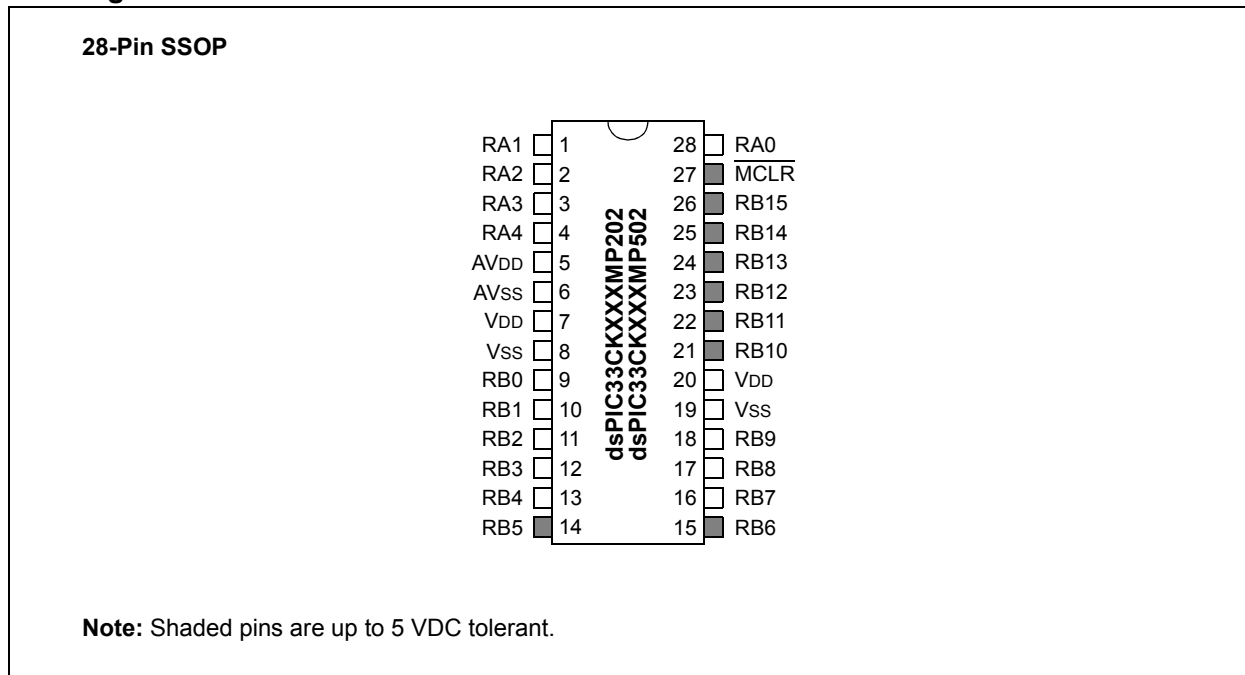 28-Pin SSOP
RA1 1 28 RA0
RA2 2 27 MCLR
RA3 3 26 RB15
RA4 4 25 RB14
AVDD 5 24 RB13
AVSS 6 23 RB12
VDD 7 22 RB11
VSS 8 21 RB10
RB0 9 20 VDD
RB1 10 19 VSS
RB2 11 18 RB9
RB3 12 17 RB8
RB4 13 16 RB7
RB5 14 15 RB6
dsPIC33CKXXXMP202
dsPIC33CKXXXMP502
Note: Shaded pins are up to 5 VDC tolerant.